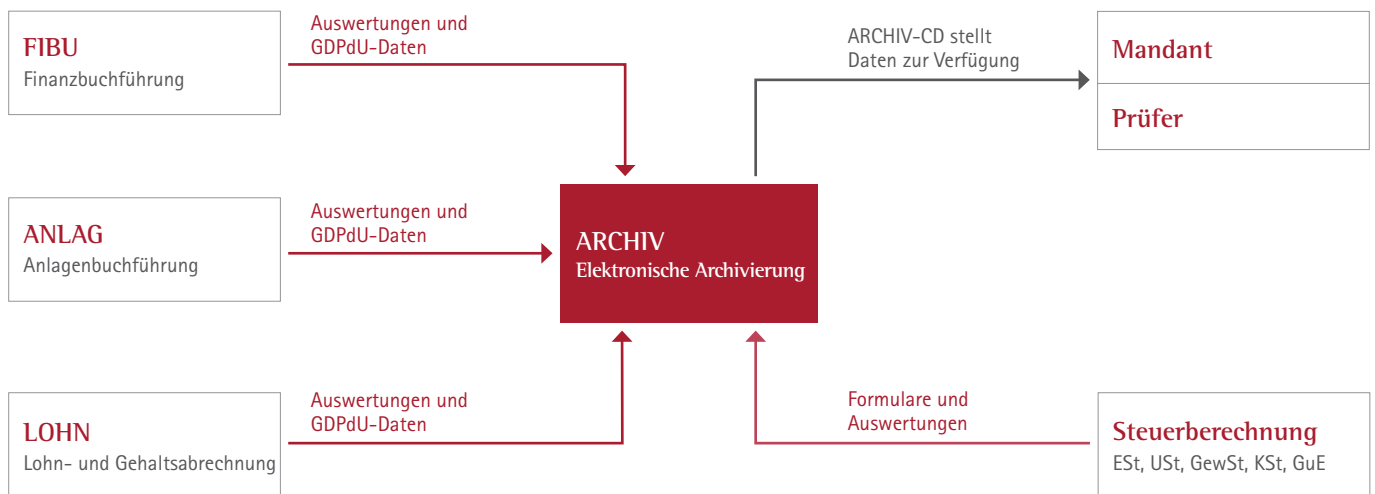 FIBU
Finanzbuchführung
Auswertungen und
GDPdU-Daten
ARCHIV-CD stellt
Daten zur Verfügung
Mandant
Prüfer
ANLAG
Anlagenbuchführung
Auswertungen und
GDPdU-Daten
ARCHIV
Elektronische Archivierung
LOHN
Lohn- und Gehaltsabrechnung
Auswertungen und
GDPdU-Daten
Formulare und
Auswertungen
Steuerberechnung
ESt, USt, GewSt, KSt, GuE